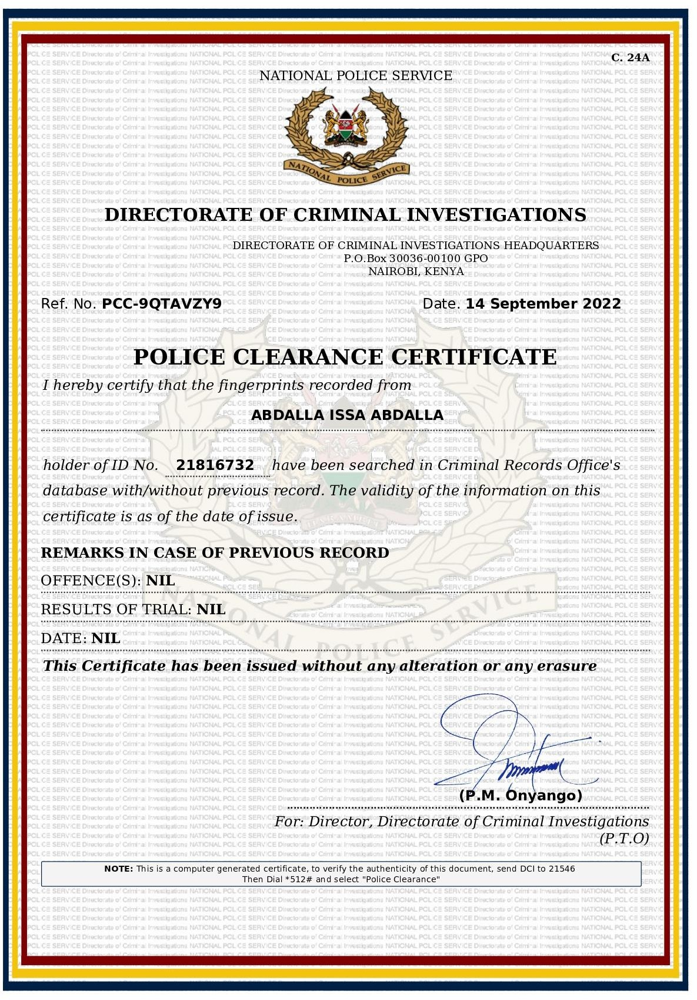 C. 24A
NATIONAL POLICE SERVICE
NATIONAL POLICE SERVICE
DIRECTORATE OF CRIMINAL INVESTIGATIONS
DIRECTORATE OF CRIMINAL INVESTIGATIONS HEADQUARTERS
P.O.Box 30036-00100 GPO
NAIROBI, KENYA
Ref. No. PCC-9QTAVZY9
Date. 14 September 2022
POLICE CLEARANCE CERTIFICATE
I hereby certify that the fingerprints recorded from
ABDALLA ISSA ABDALLA
holder of ID No. 21816732 have been searched in Criminal Records Office's
database with/without previous record. The validity of the information on this
certificate is as of the date of issue.
REMARKS IN CASE OF PREVIOUS RECORD
OFFENCE(S): NIL
RESULTS OF TRIAL: NIL
DATE: NIL
NATIONAL POLICE SERVICE
This Certificate has been issued without any alteration or any erasure
(P.M. Onyango)
For: Director, Directorate of Criminal Investigations
(P.T.O)
NOTE: This is a computer generated certificate, to verify the authenticity of this document, send DCI to 21546
Then Dial *512# and select "Police Clearance"